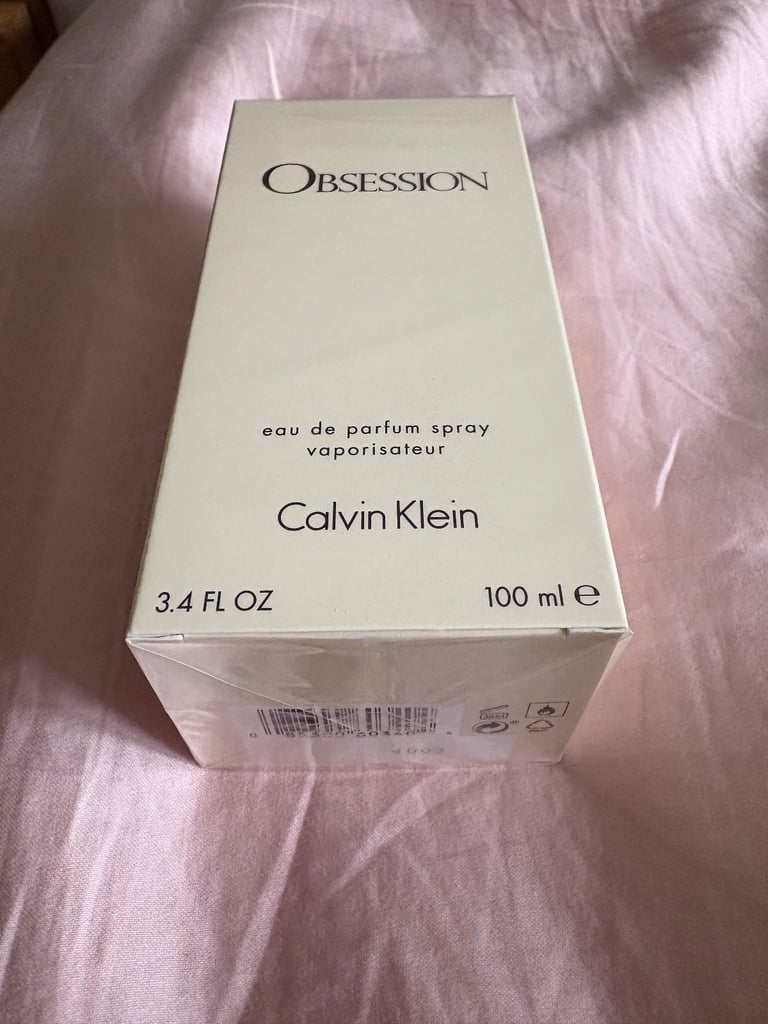 OBSESSION
eau de parfum spray
vaporisateur
Calvin Klein
3.4 FL OZ 100 ml e